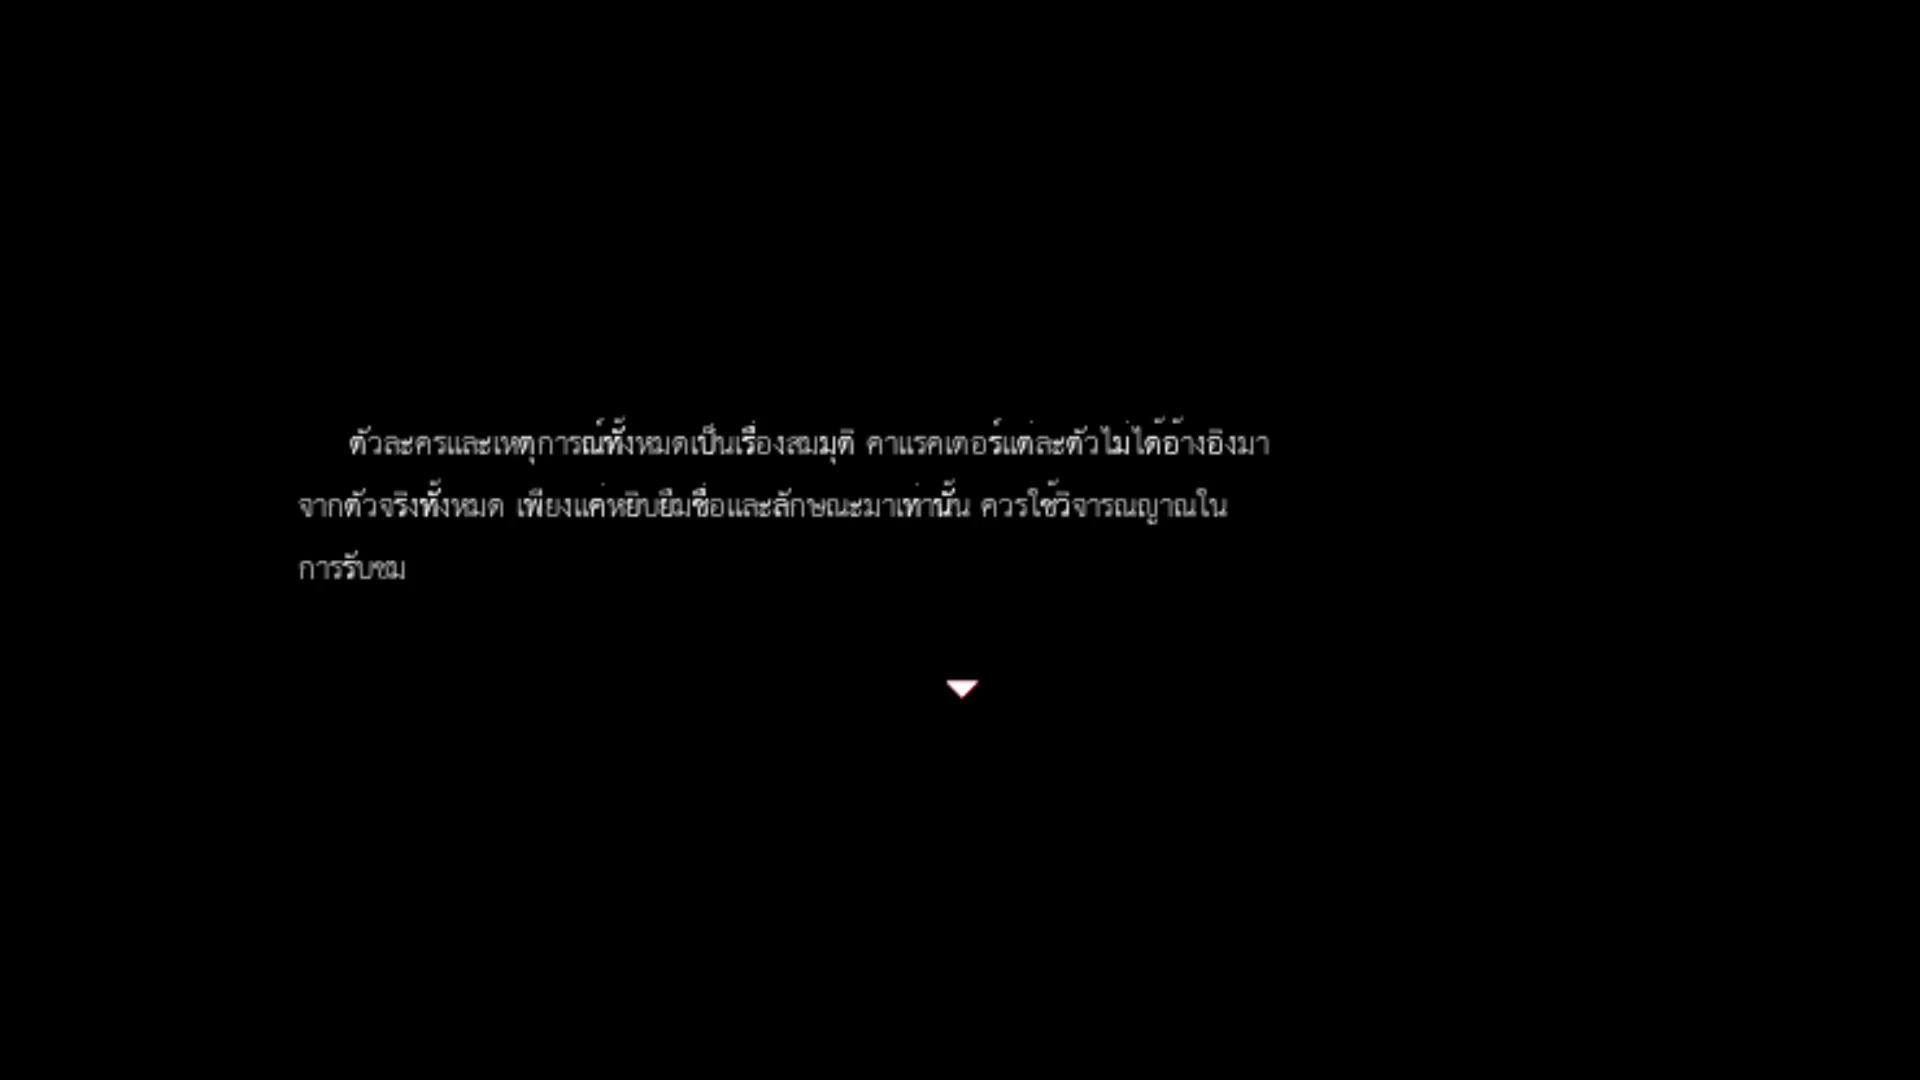 ตัวละครและเหตุการณ์ทั้งหมดเป็นเรื่องสมมุติ คาแรคเตอร์แต่ละตัวไม่ได้อ้างอิงมา
จากตัวจริงทั้งหมด เพียงแค่หยิบยืมชื่อและลักษณะมาเท่านั้น ควรใช้วิจารณญาณใน
การรับชม